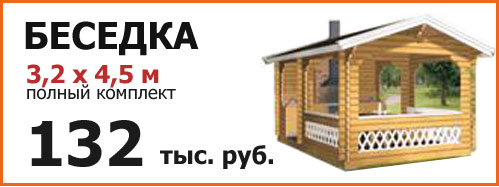 БЕСЕДКА
3,2 х 4,5 м
полный комплект
132 тыс. руб.